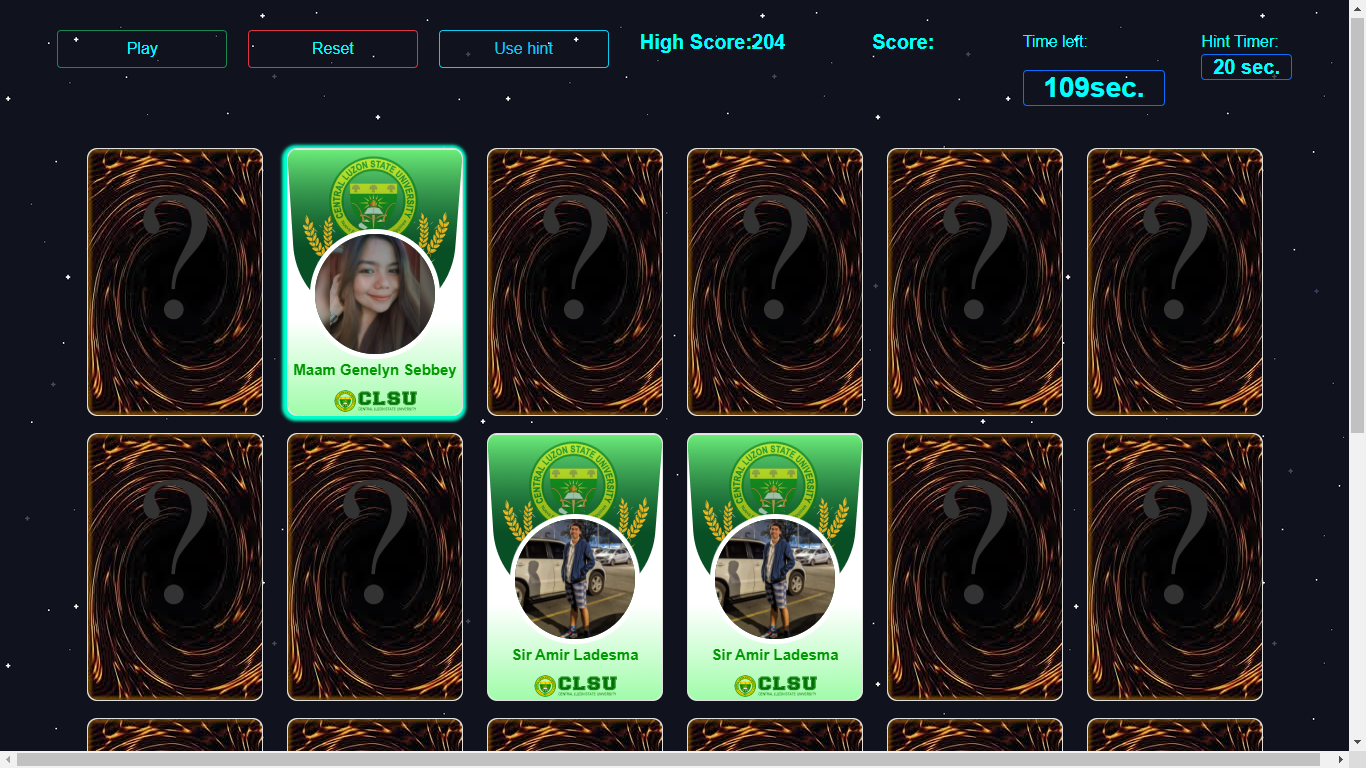 Play
Reset
Use hint
High Score:204
Score:
Time left:
109sec.
Hint Timer:
20 sec.
?
CENTRAL LUZON STATE UNIVERSITY
Maam Genelyn Sebbey
CLSU
CENTRAL LUZON STATE UNIVERSITY
?
?
?
?
?
?
CENTRAL LUZON STATE UNIVERSITY
Sir Amir Ladesma
CLSU
CENTRAL LUZON STATE UNIVERSITY
CENTRAL LUZON STATE UNIVERSITY
Sir Amir Ladesma
CLSU
CENTRAL LUZON STATE UNIVERSITY
?
?